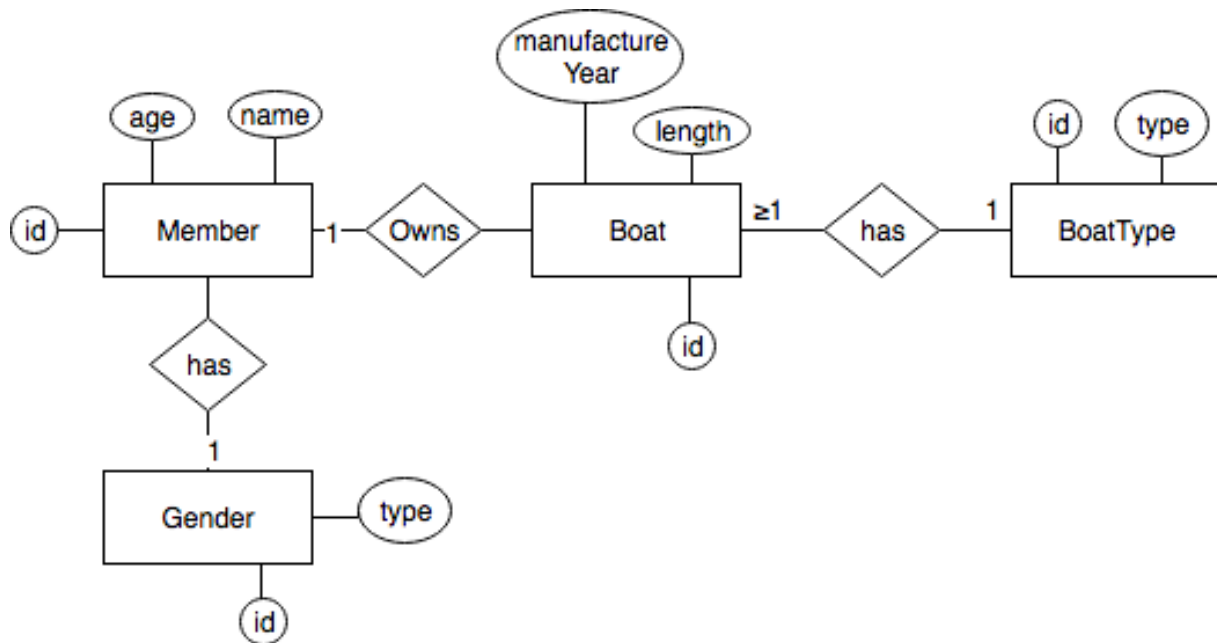 manufacture
Year
age
name
length
id
type
id
Member
1
Owns
Boat
≥1
has
1
BoatType
id
has
1
Gender
type
id